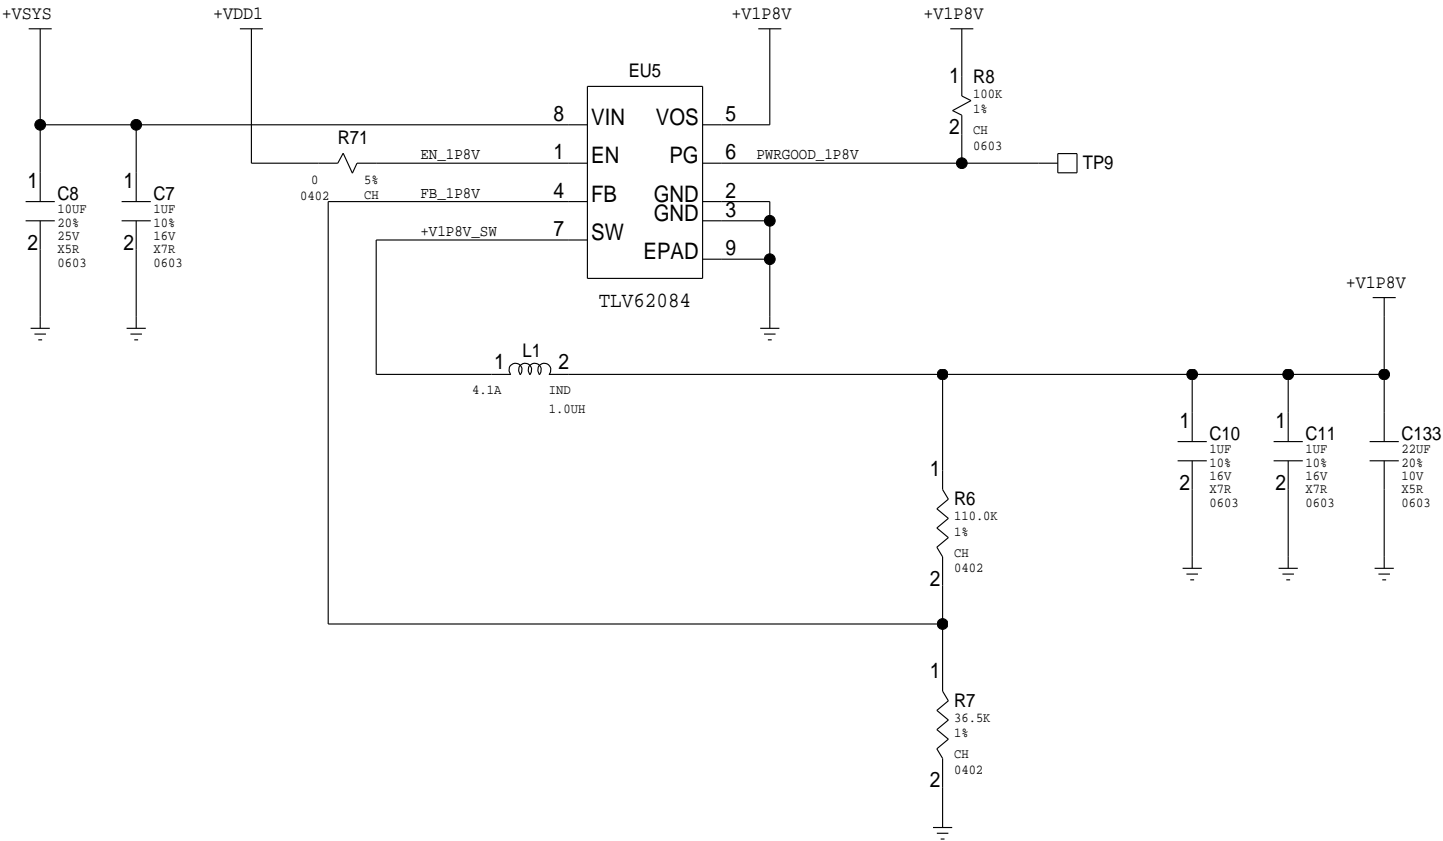 +VSYS
+VDD1
+V1P8V
+V1P8V
EU5
1
R8
100K
1%
2
CH
0603
8
VIN
VOS
5
R71
0
5%
0402
CH
EN_1P8V
1
EN
PG
6
PWRGOOD_1P8V
TP9
FB_1P8V
4
FB
GND
2
GND
3
+V1P8V_SW
7
SW
EPAD
9
TLV62084
1
C8
10UF
20%
25V
X5R
0603
2
1
C7
1UF
10%
16V
X7R
0603
2
+V1P8V
1
L1
2
4.1A
IND
1.0UH
1
C10
1UF
10%
16V
X7R
0603
2
1
C11
1UF
10%
16V
X7R
0603
2
C133
22UF
20%
10V
X5R
0603
1
R6
110.0K
1%
CH
0402
2
1
R7
36.5K
1%
CH
0402
2